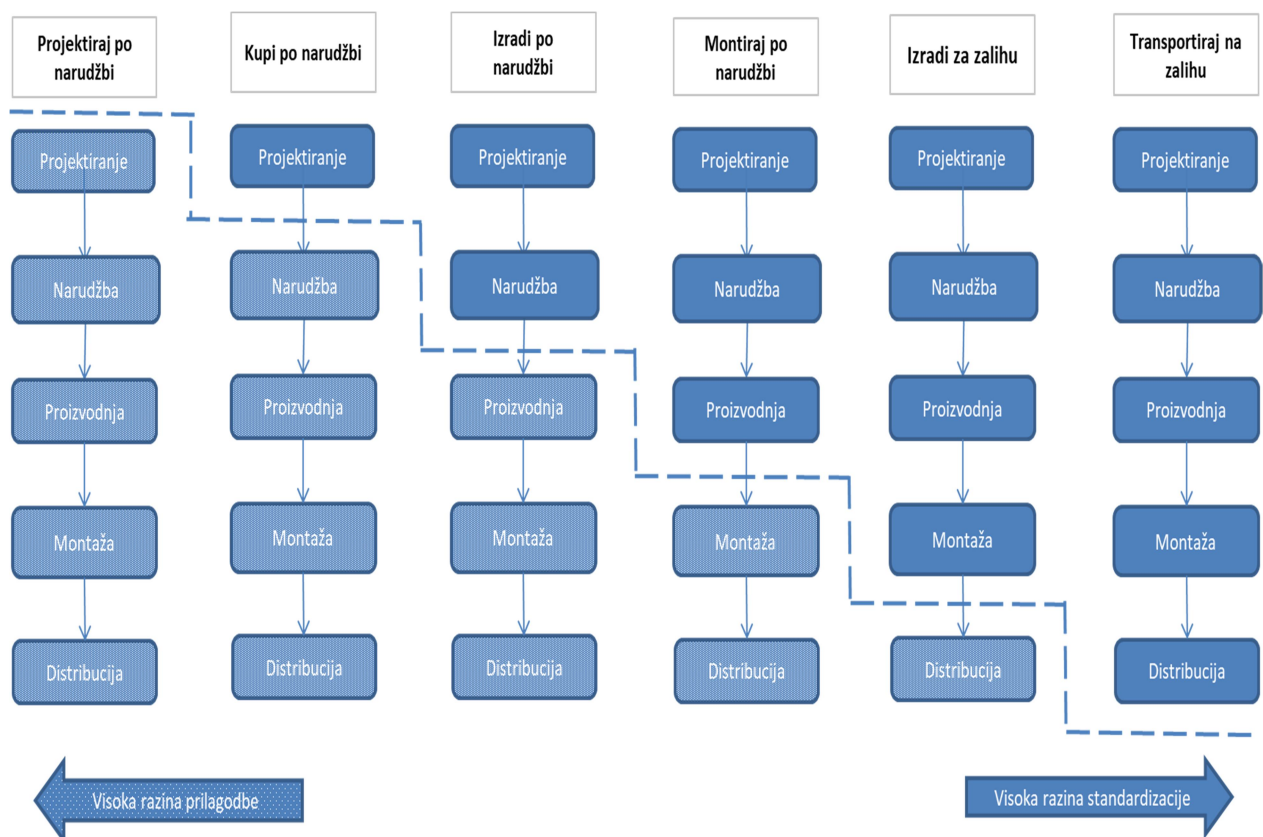 Projektiraj po
narudžbi
Kupi po narudžbi
Izradi po
narudžbi
Montiraj po
narudžbi
Izradi za zalihu
Transportiraj na
zalihu
Projektiranje
Projektiranje
Projektiranje
Projektiranje
Projektiranje
Projektiranje
Narudžba
Narudžba
Narudžba
Narudžba
Narudžba
Narudžba
Proizvodnja
Proizvodnja
Proizvodnja
Proizvodnja
Proizvodnja
Proizvodnja
Montaža
Montaža
Montaža
Montaža
Montaža
Montaža
Distribucija
Distribucija
Distribucija
Distribucija
Distribucija
Distribucija
Visoka razina prilagodbe
Visoka razina standardizacije